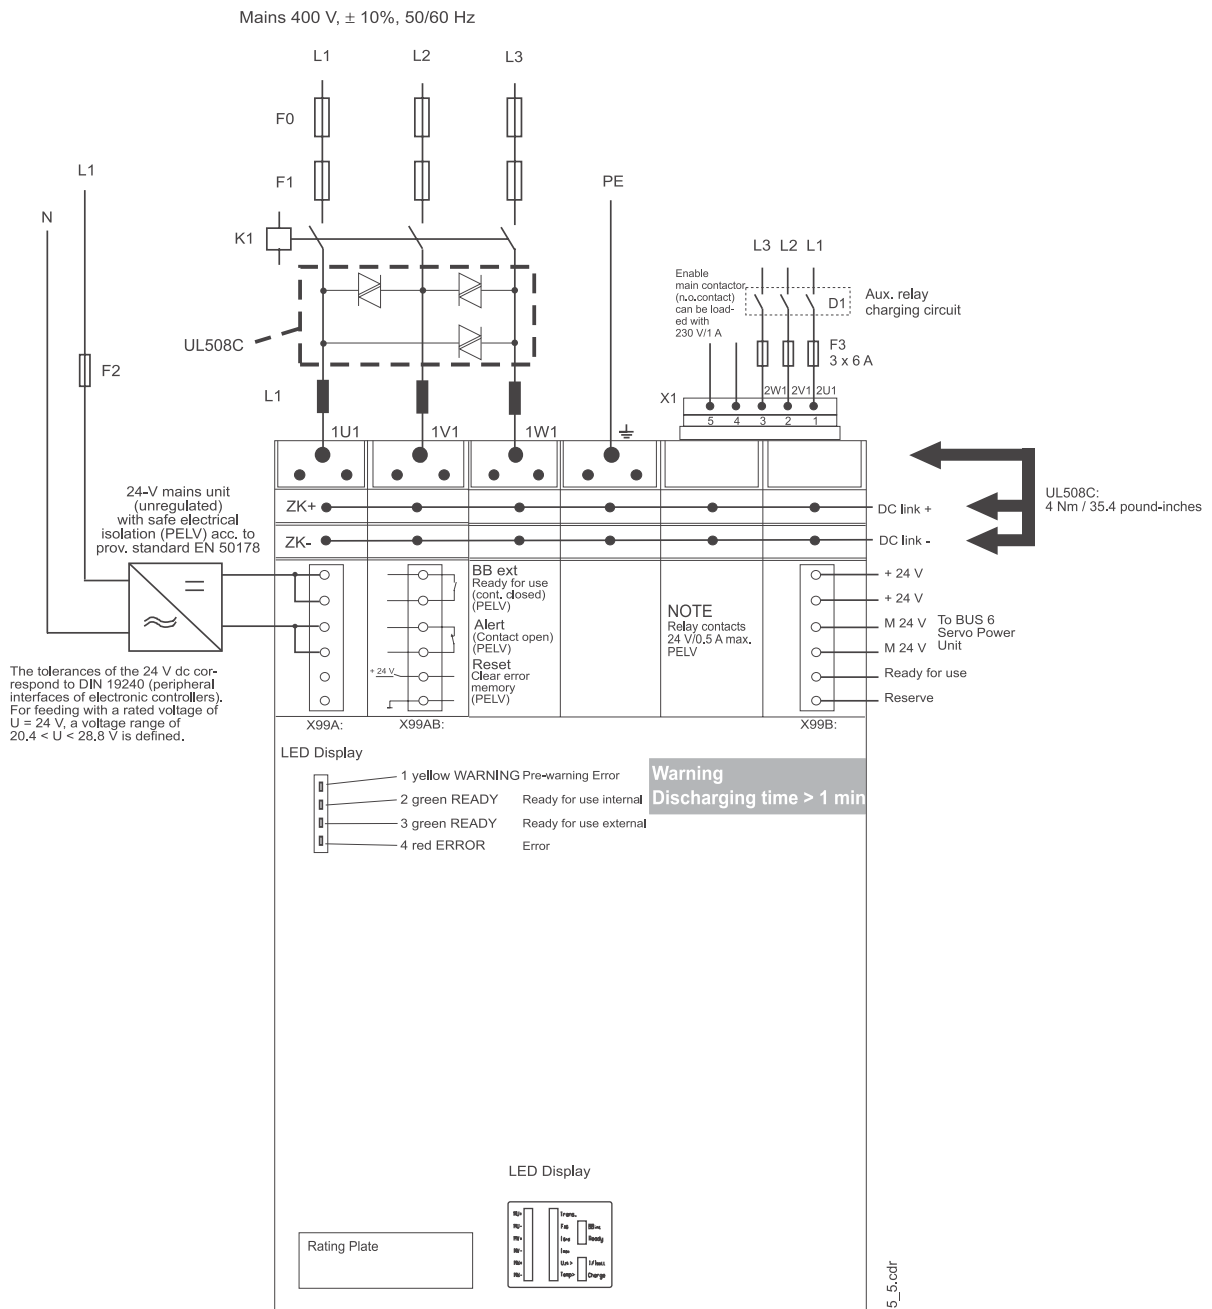 Mains 400 V, ± 10%, 50/60 Hz
L1
L2
L3
F0
F1
L1
N
PE
K1
L3 L2 L1
Enable
main contactor
(n.o.contact)
can be load-
ed with
230 V/1 A
D1
Aux. relay
charging circuit
UL508C
F3
3 x 6 A
F2
L1
X1
2W1 2V1 2U1
5 4 3 2 1
1U1
1V1
1W1
24-V mains unit
(unregulated)
with safe electrical
isolation (PELV) acc. to
prov. standard EN 50178
ZK+
DC link +
UL508C:
4 Nm / 35.4 pound-inches
ZK-
DC link -
BB ext
Ready for use
(cont. closed)
(PELV)
Alert
(Contact open)
(PELV)
+ 24 V
Reset
Clear error
memory
(PELV)
NOTE
Relay contacts
24 V/0.5 A max.
PELV
+ 24 V
+ 24 V
M 24 V
M 24 V
To BUS 6
Servo Power
Unit
Ready for use
Reserve
The tolerances of the 24 V dc cor-
respond to DIN 19240 (peripheral
interfaces of electronic controllers).
For feeding with a rated voltage of
U = 24 V, a voltage range of
20.4 < U < 28.8 V is defined.
X99A:
X99AB:
X99B:
LED Display
1 yellow WARNING Pre-warning Error
2 green READY Ready for use internal
3 green READY Ready for use external
4 red ERROR Error
Warning
Discharging time > 1 min
LED Display
Trans.
Ready
Temp>
Charge
Rating Plate
5_5.cdr